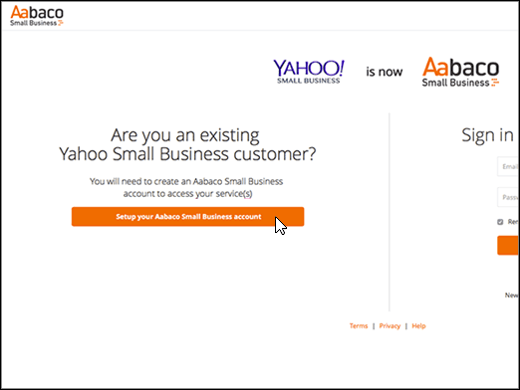 Aabaco
Small Business
YAHOO!
SMALL BUSINESS
is now
Aabaco
Small Business
Are you an existing
Yahoo Small Business customer?
You will need to create an Aabaco Small Business
account to access your service(s)
Setup your Aabaco Small Business account
Sign in
Email
Passw
Rem
New
Terms | Privacy | Help